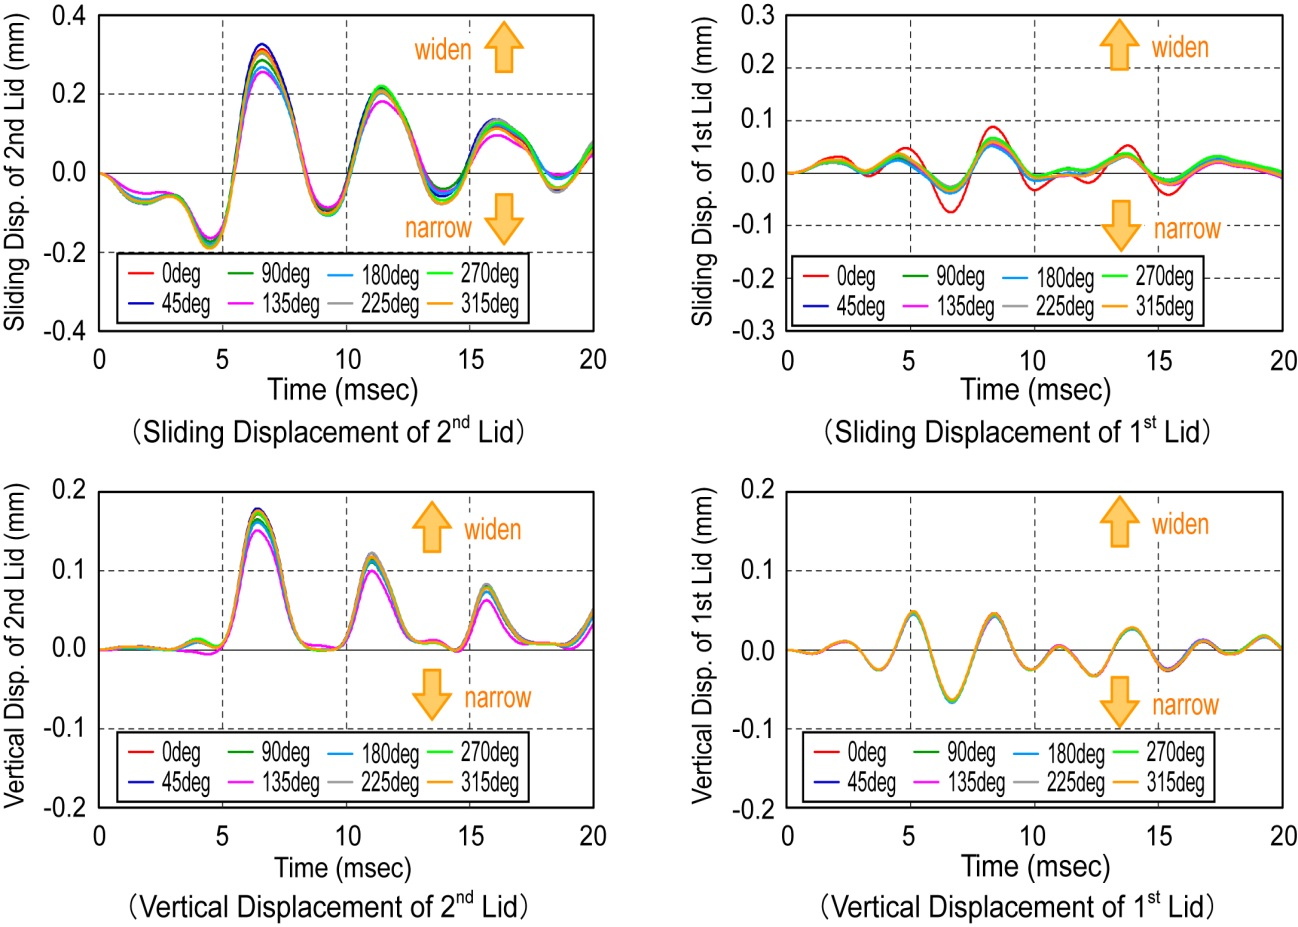 Sliding Disp. of 2nd Lid (mm)
0.4
0.2
0.0
-0.2
-0.4
widen
narrow
0deg 90deg 180deg 270deg
45deg 135deg 225deg 315deg
0 5 10 15 20
Time (msec)
(Sliding Displacement of 2nd Lid)
Sliding Disp. of 1st Lid (mm)
0.3
0.2
0.1
0.0
-0.1
-0.2
-0.3
widen
narrow
0deg 90deg 180deg 270deg
45deg 135deg 225deg 315deg
0 5 10 15 20
Time (msec)
(Sliding Displacement of 1st Lid)
Vertical Disp. of 2nd Lid (mm)
0.2
0.1
0.0
-0.1
-0.2
widen
narrow
0deg 90deg 180deg 270deg
45deg 135deg 225deg 315deg
0 5 10 15 20
Time (msec)
(Vertical Displacement of 2nd Lid)
Vertical Disp. of 1st Lid (mm)
0.2
0.1
0.0
-0.1
-0.2
widen
narrow
0deg 90deg 180deg 270deg
45deg 135deg 225deg 315deg
0 5 10 15 20
Time (msec)
(Vertical Displacement of 1st Lid)